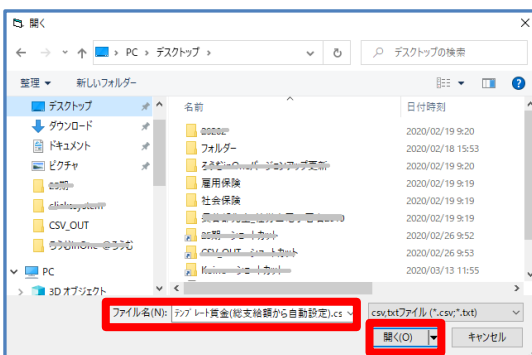 開く
PC › デスクトップ ›
デスクトップの検索
整理
新しいフォルダー
デスクトップ
ダウンロード
ドキュメント
ピクチャ
CSV_OUT
PC
3D オブジェクト
名前 日付時刻
2020/02/19 9:20
フォルダー 2020/02/18 15:53
2020/02/19 9:20
雇用保険 2020/02/19 9:19
社会保険 2020/02/19 9:19
2020/02/19 9:19
2020/02/26 9:52
2020/02/26 9:53
2020/03/13 11:55
ファイル名(N): テンプレート賃金(総支給額から自動設定).cs
csv,txtファイル (*.csv;*.txt)
開く(O)
キャンセル